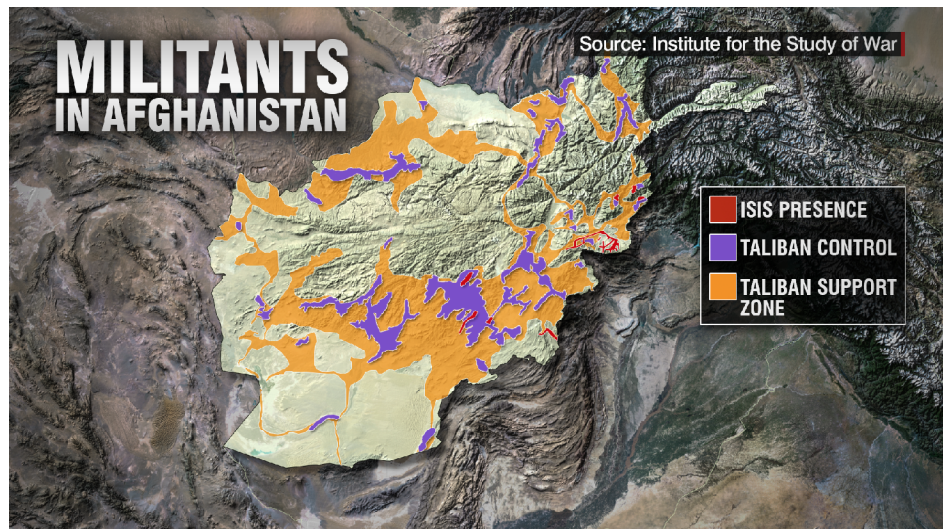 MILITANTS
IN AFGHANISTAN
Source: Institute for the Study of War
ISIS PRESENCE
TALIBAN CONTROL
TALIBAN SUPPORT
ZONE